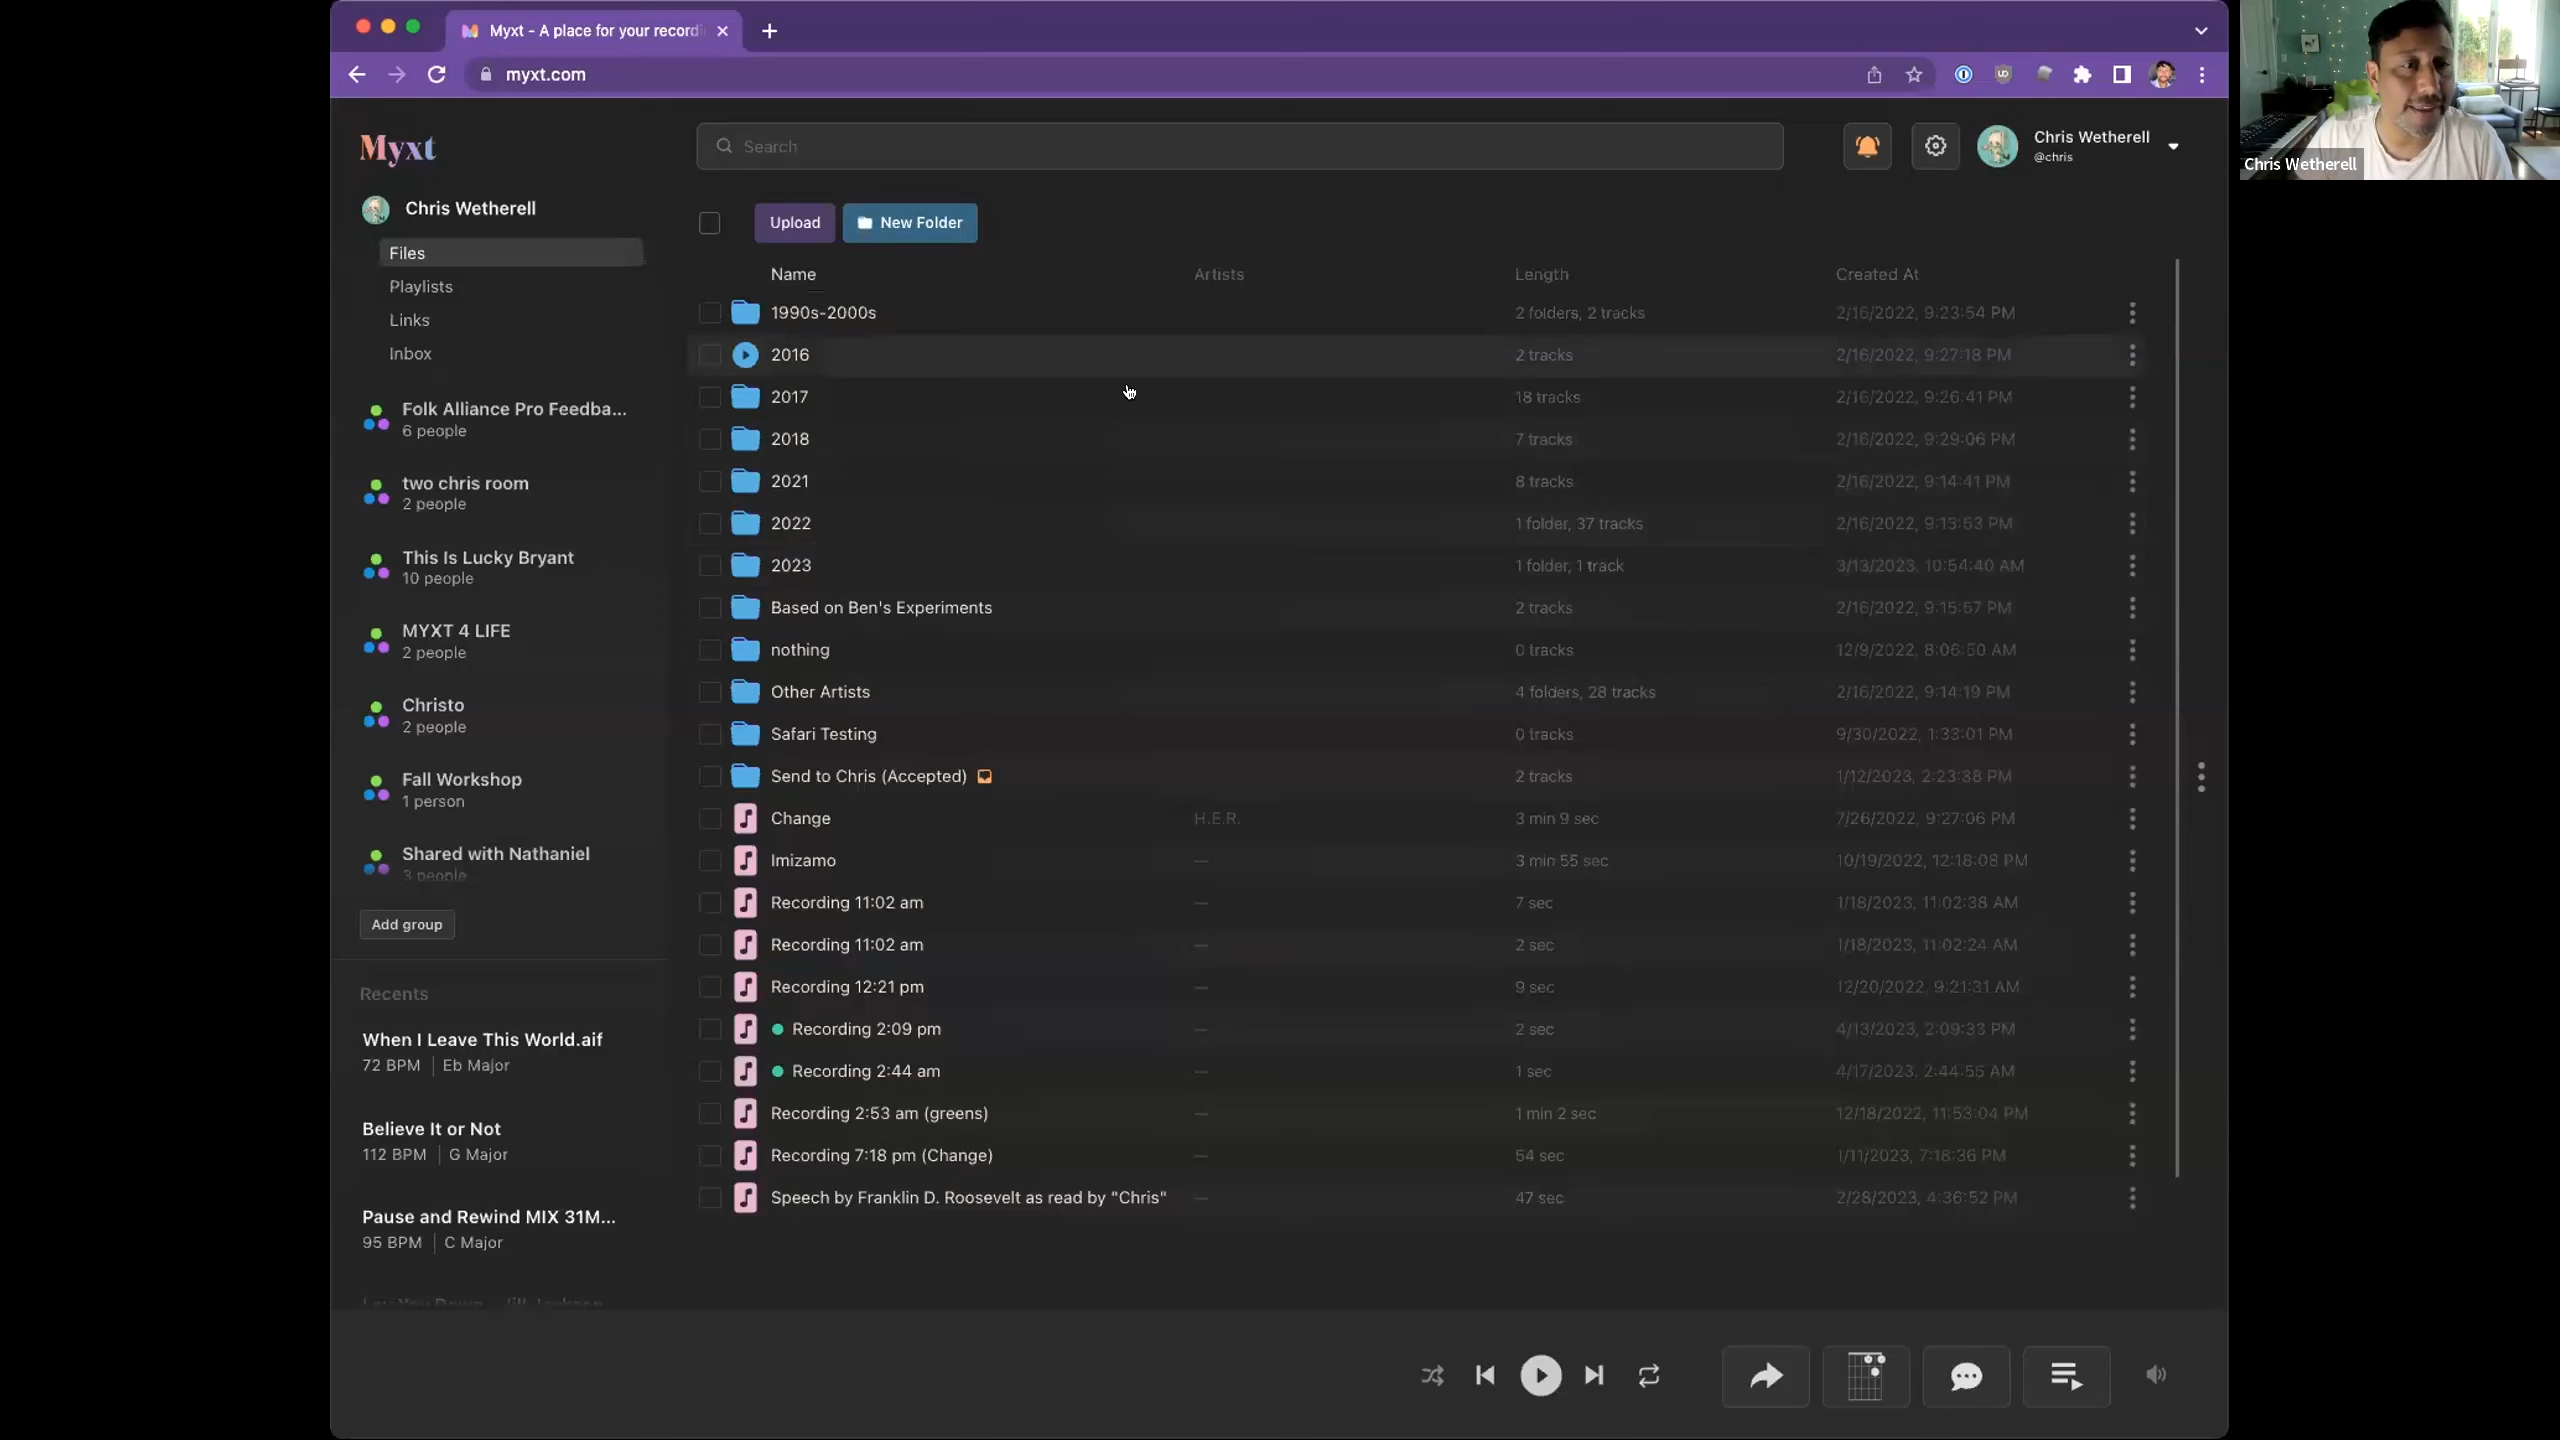 Myxt - A place for your recordi
myxt.com
Myxt
Search
Chris Wetherell
@chris
Chris Wetherell
Chris Wetherell
Files
Playlists
Links
Inbox
Folk Alliance Pro Feedba...
6 people
two chris room
2 people
This Is Lucky Bryant
10 people
MYXT 4 LIFE
2 people
Christo
2 people
Fall Workshop
1 person
Shared with Nathaniel
3 people
Add group
Recents
When I Leave This World.aif
72 BPM | Eb Major
Believe It or Not
112 BPM | G Major
Pause and Rewind MIX 31M...
95 BPM | C Major
Upload New Folder
Name Artists Length Created At
1990s-2000s 2 folders, 2 tracks 2/16/2022, 9:23:54 PM
2016 2 tracks 2/16/2022, 9:27:18 PM
2017 18 tracks 2/16/2022, 9:26:41 PM
2018 7 tracks 2/16/2022, 9:29:06 PM
2021 8 tracks 2/16/2022, 9:14:41 PM
2022 1 folder, 37 tracks 2/16/2022, 9:13:53 PM
2023 1 folder, 1 track 3/13/2023, 10:54:40 AM
Based on Ben's Experiments 2 tracks 2/16/2022, 9:15:57 PM
nothing 0 tracks 12/9/2022, 8:06:50 AM
Other Artists 4 folders, 28 tracks 2/16/2022, 9:14:19 PM
Safari Testing 0 tracks 9/30/2022, 1:33:01 PM
Send to Chris (Accepted) 2 tracks 1/12/2023, 2:23:38 PM
Change H.E.R. 3 min 9 sec 7/26/2022, 9:27:06 PM
Imizamo — 3 min 55 sec 10/19/2022, 12:18:08 PM
Recording 11:02 am — 7 sec 1/18/2023, 11:02:38 AM
Recording 11:02 am — 2 sec 1/18/2023, 11:02:24 AM
Recording 12:21 pm — 9 sec 12/20/2022, 9:21:31 AM
Recording 2:09 pm — 2 sec 4/13/2023, 2:09:33 PM
Recording 2:44 am — 1 sec 4/17/2023, 2:44:55 AM
Recording 2:53 am (greens) — 1 min 2 sec 12/18/2022, 11:53:04 PM
Recording 7:18 pm (Change) — 54 sec 1/11/2023, 7:18:36 PM
Speech by Franklin D. Roosevelt as read by "Chris" — 47 sec 2/28/2023, 4:36:52 PM